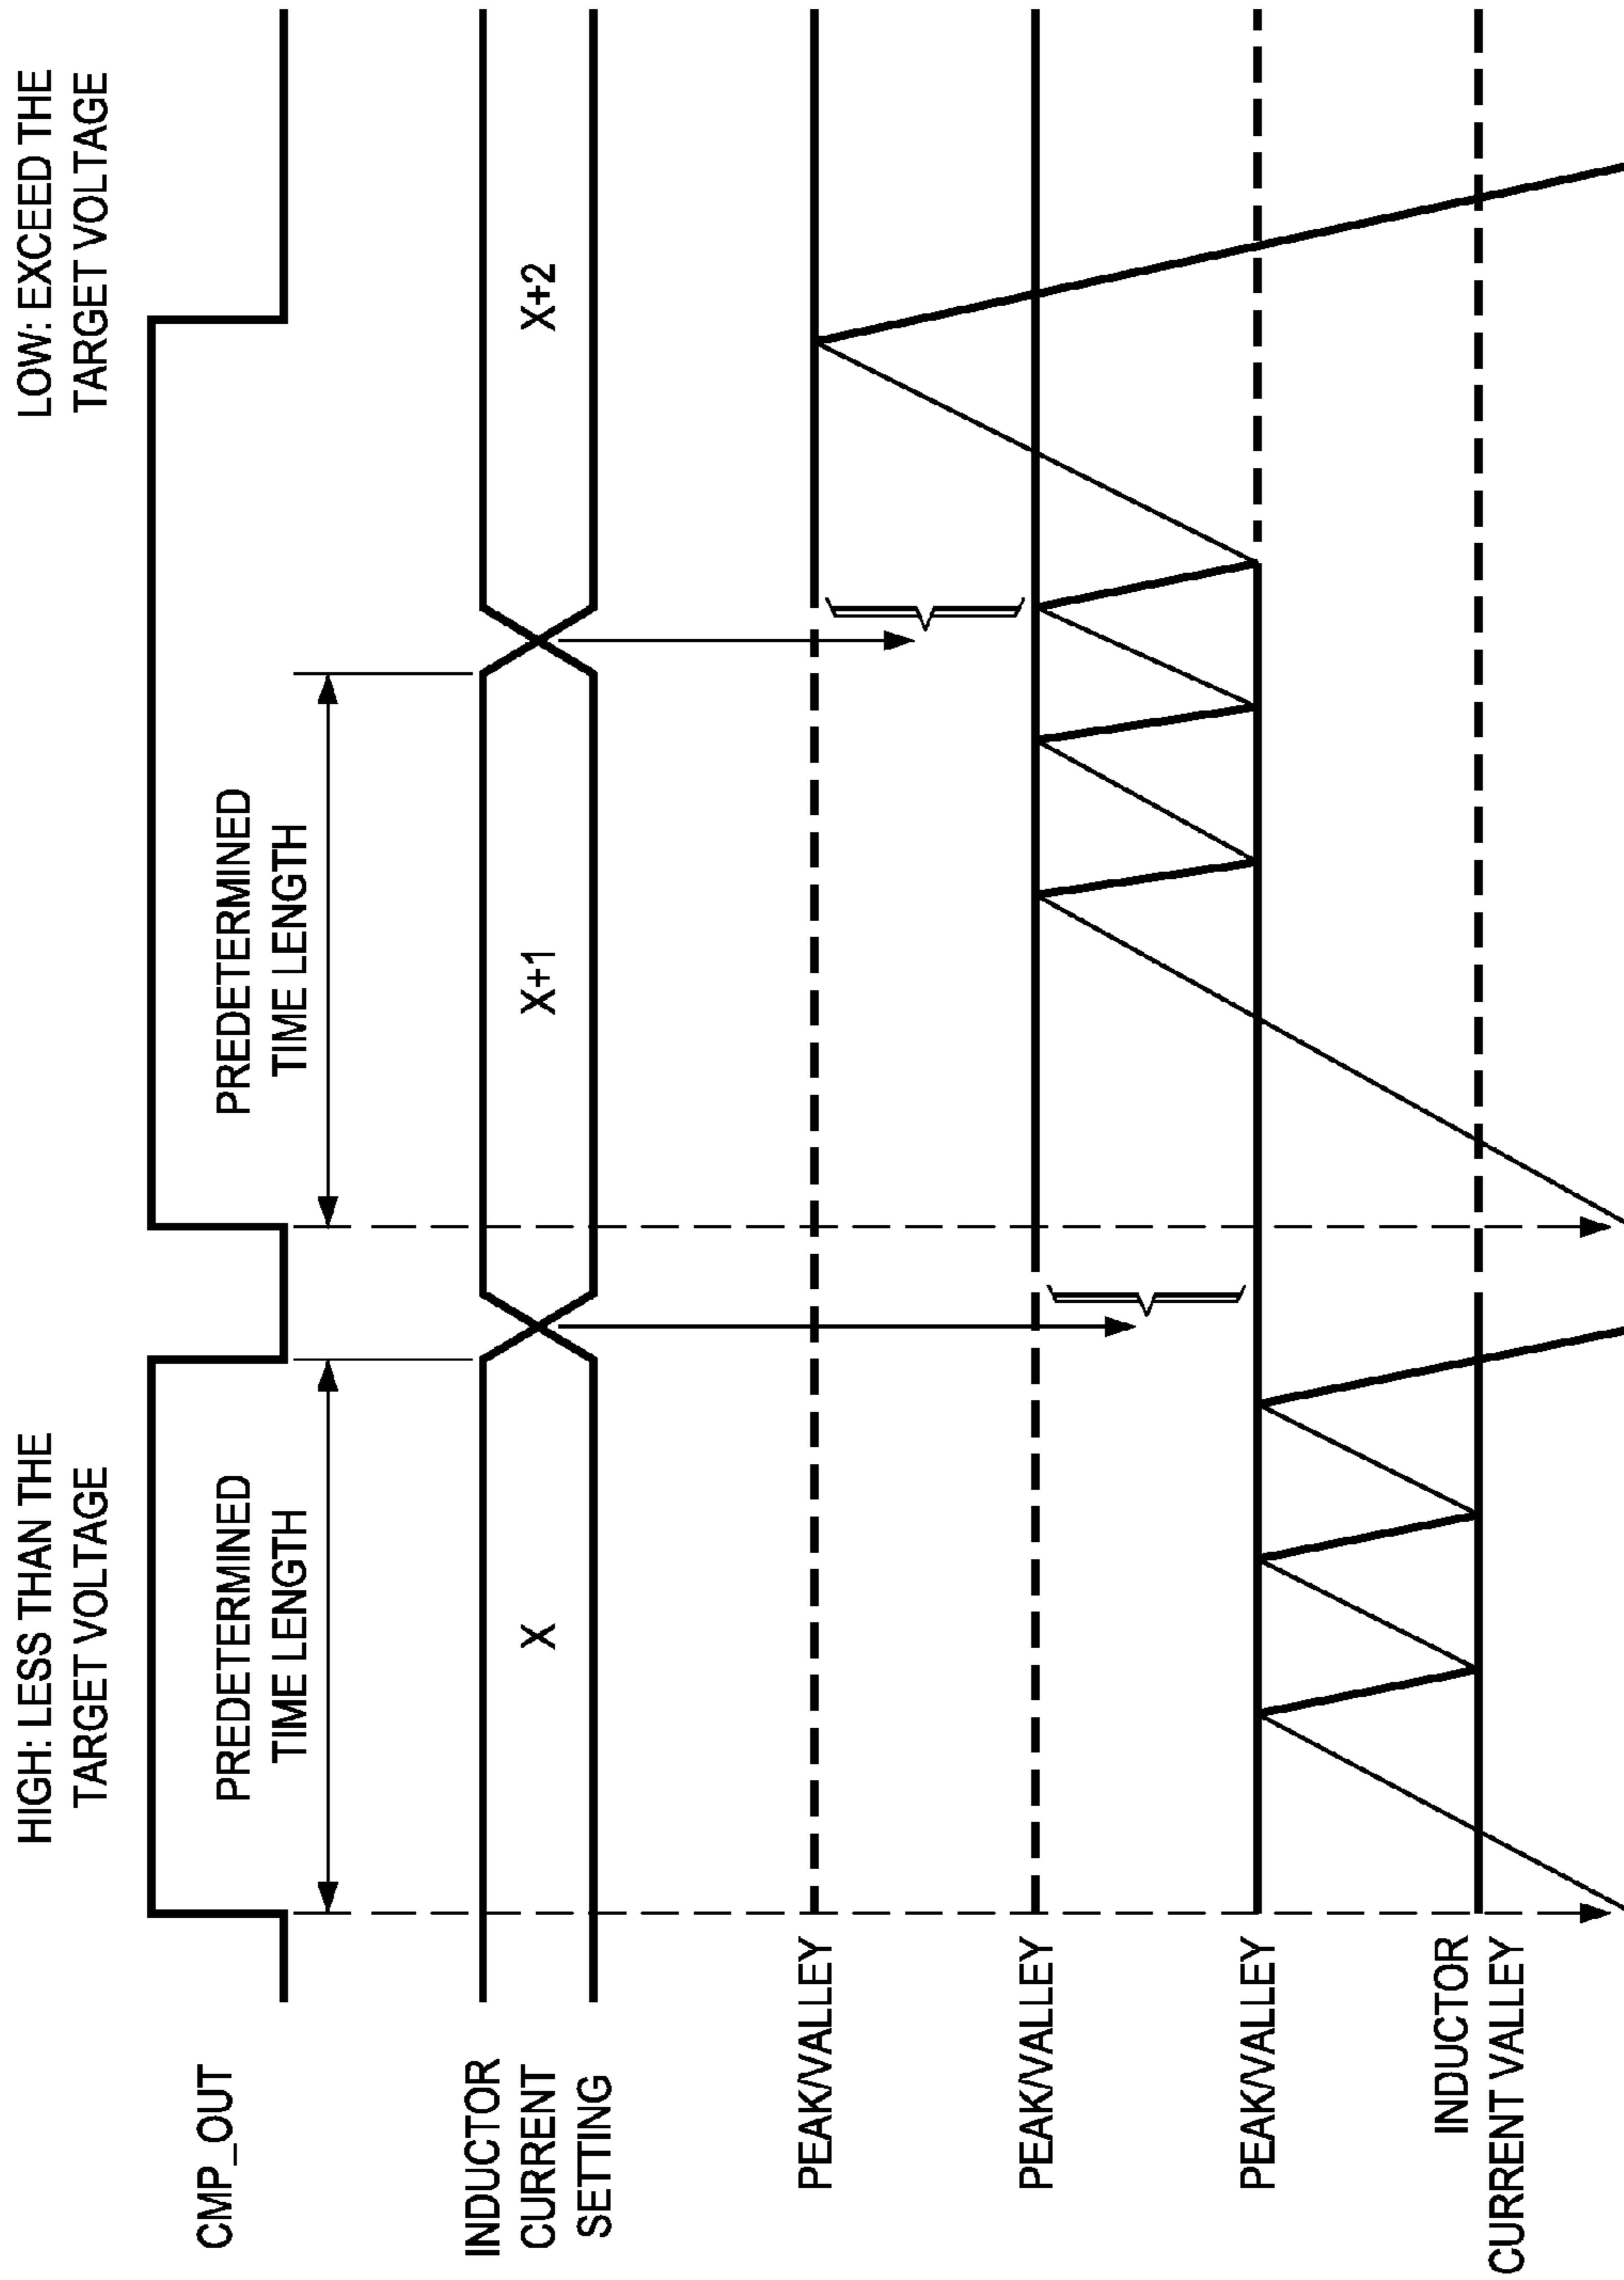 HIGH: LESS THAN THE
TARGET VOLTAGE
LOW: EXCEED THE
TARGET VOLTAGE
CMP_OUT
PREDETERMINED
TIME LENGTH
PREDETERMINED
TIME LENGTH
INDUCTOR
CURRENT
SETTING
X
X+1
X+2
PEAK/VALLEY
PEAK/VALLEY
PEAK/VALLEY
INDUCTOR
CURRENT VALLEY